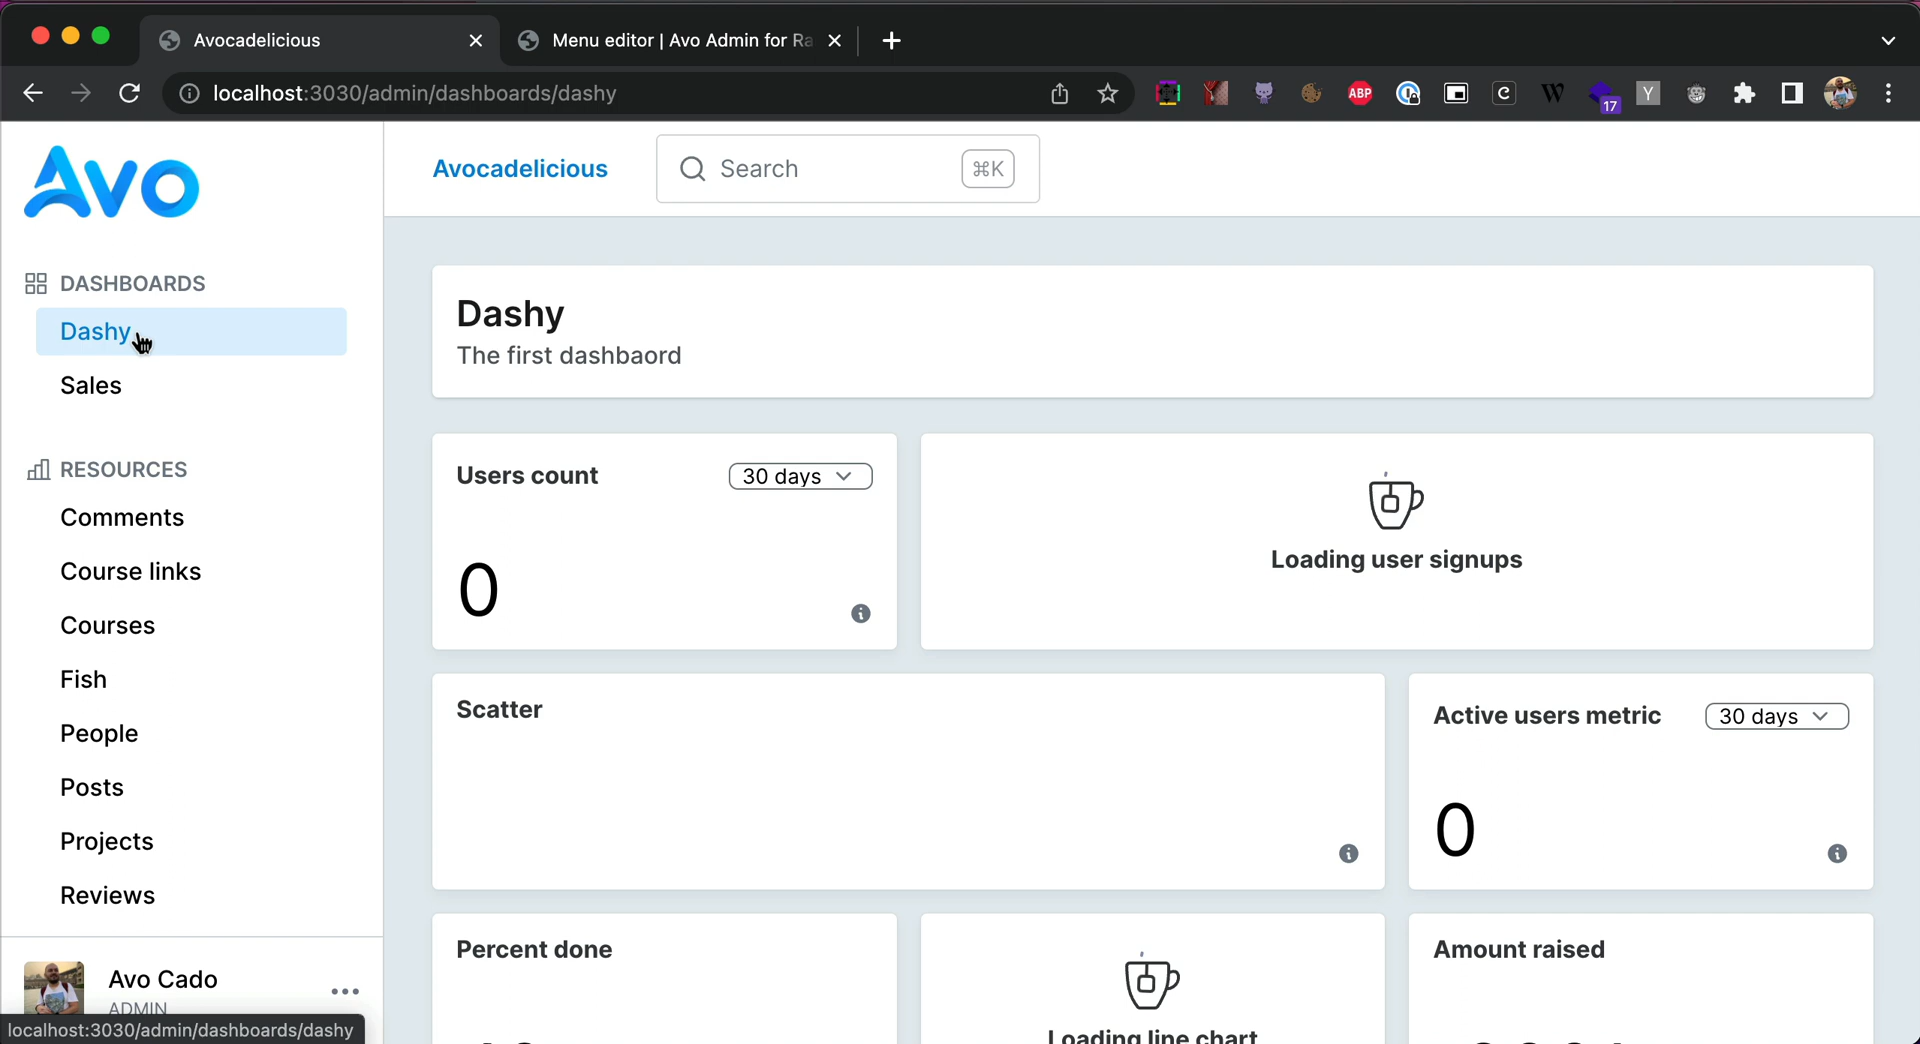 Avocadelicious
Menu editor | Avo Admin for Ra
localhost:3030/admin/dashboards/dashy
ABP
C
W
17
Y
Avo
Avocadelicious
Search
⌘K
DASHBOARDS
Dashy
Sales
RESOURCES
Comments
Course links
Courses
Fish
People
Posts
Projects
Reviews
Avo Cado
ADMIN
localhost:3030/admin/dashboards/dashy
Dashy
The first dashbaord
Users count
30 days
0
Loading user signups
Scatter
Active users metric
30 days
0
Percent done
Loading line chart
Amount raised